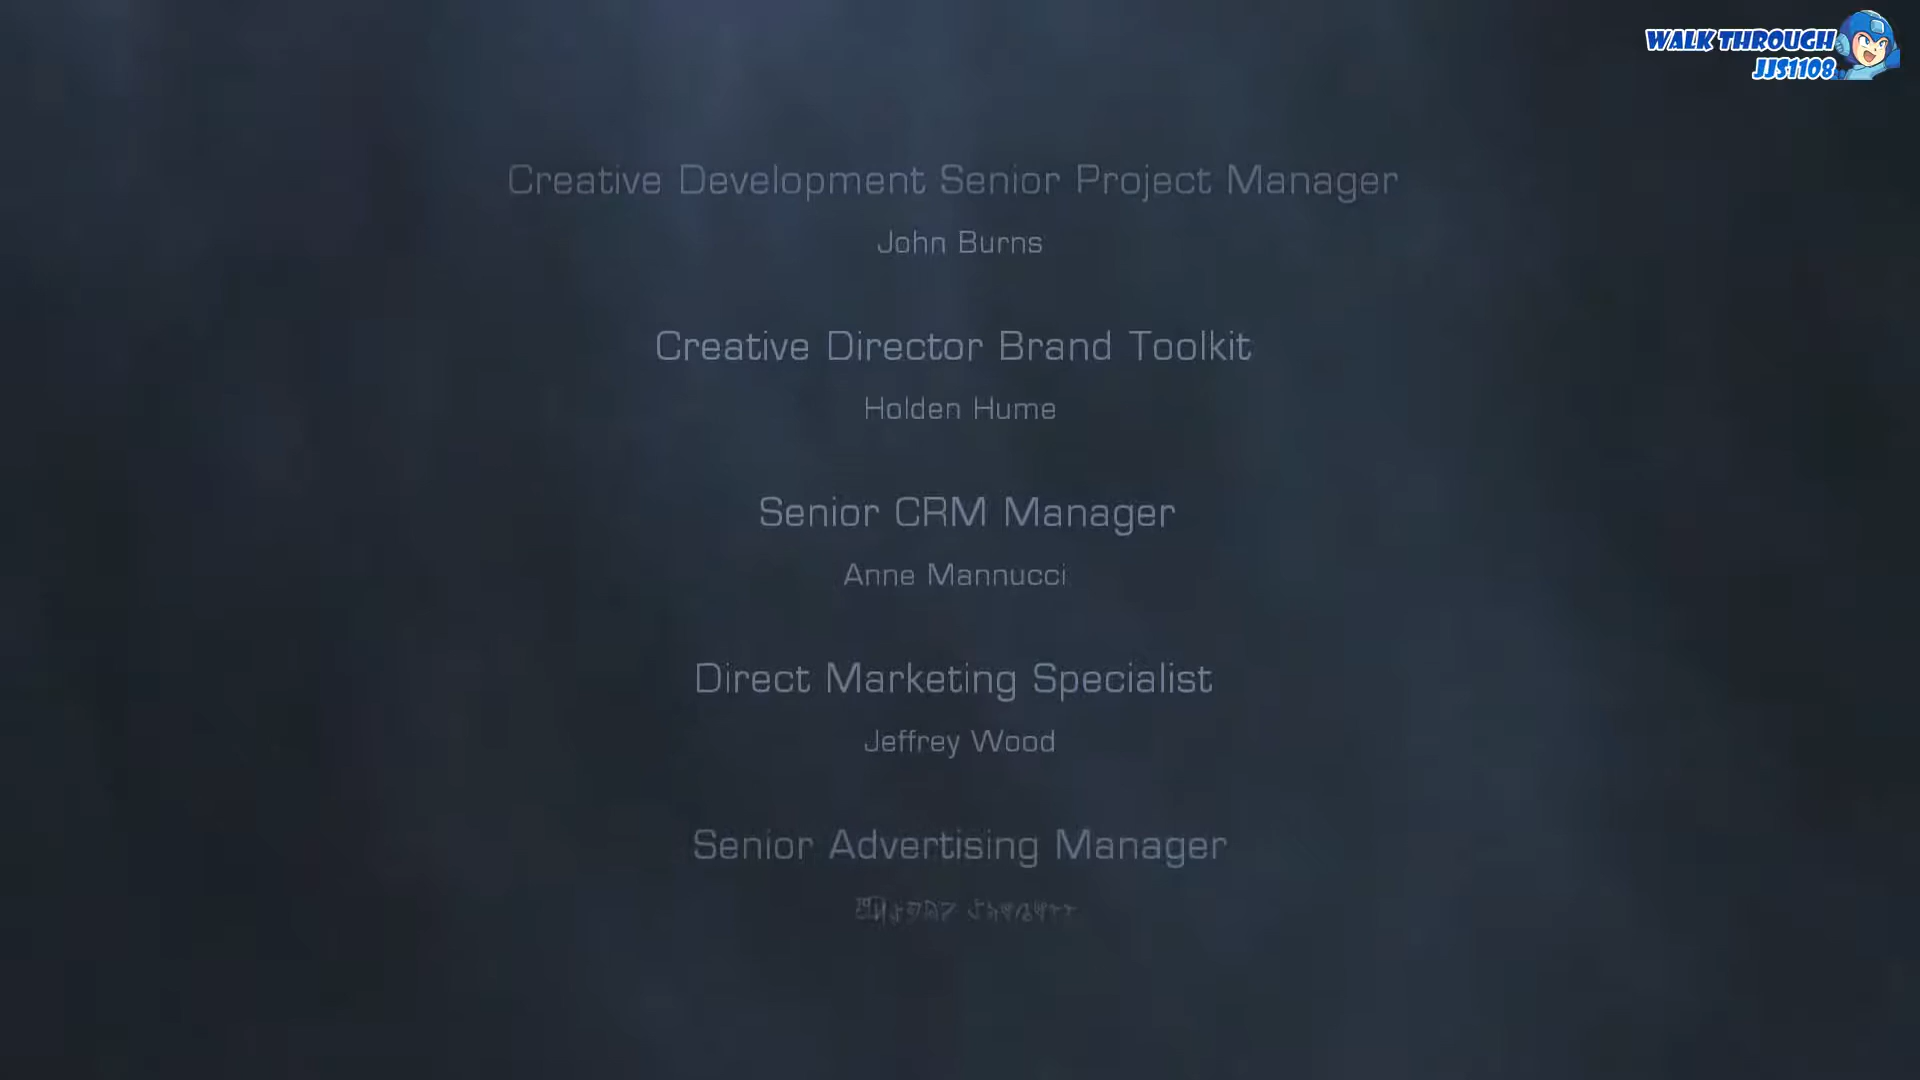 WALK THROUGH
JJS1108
Creative Development Senior Project Manager
John Burns
Creative Director Brand Toolkit
Holden Hume
Senior CRM Manager
Anne Mannucci
Direct Marketing Specialist
Jeffrey Wood
Senior Advertising Manager